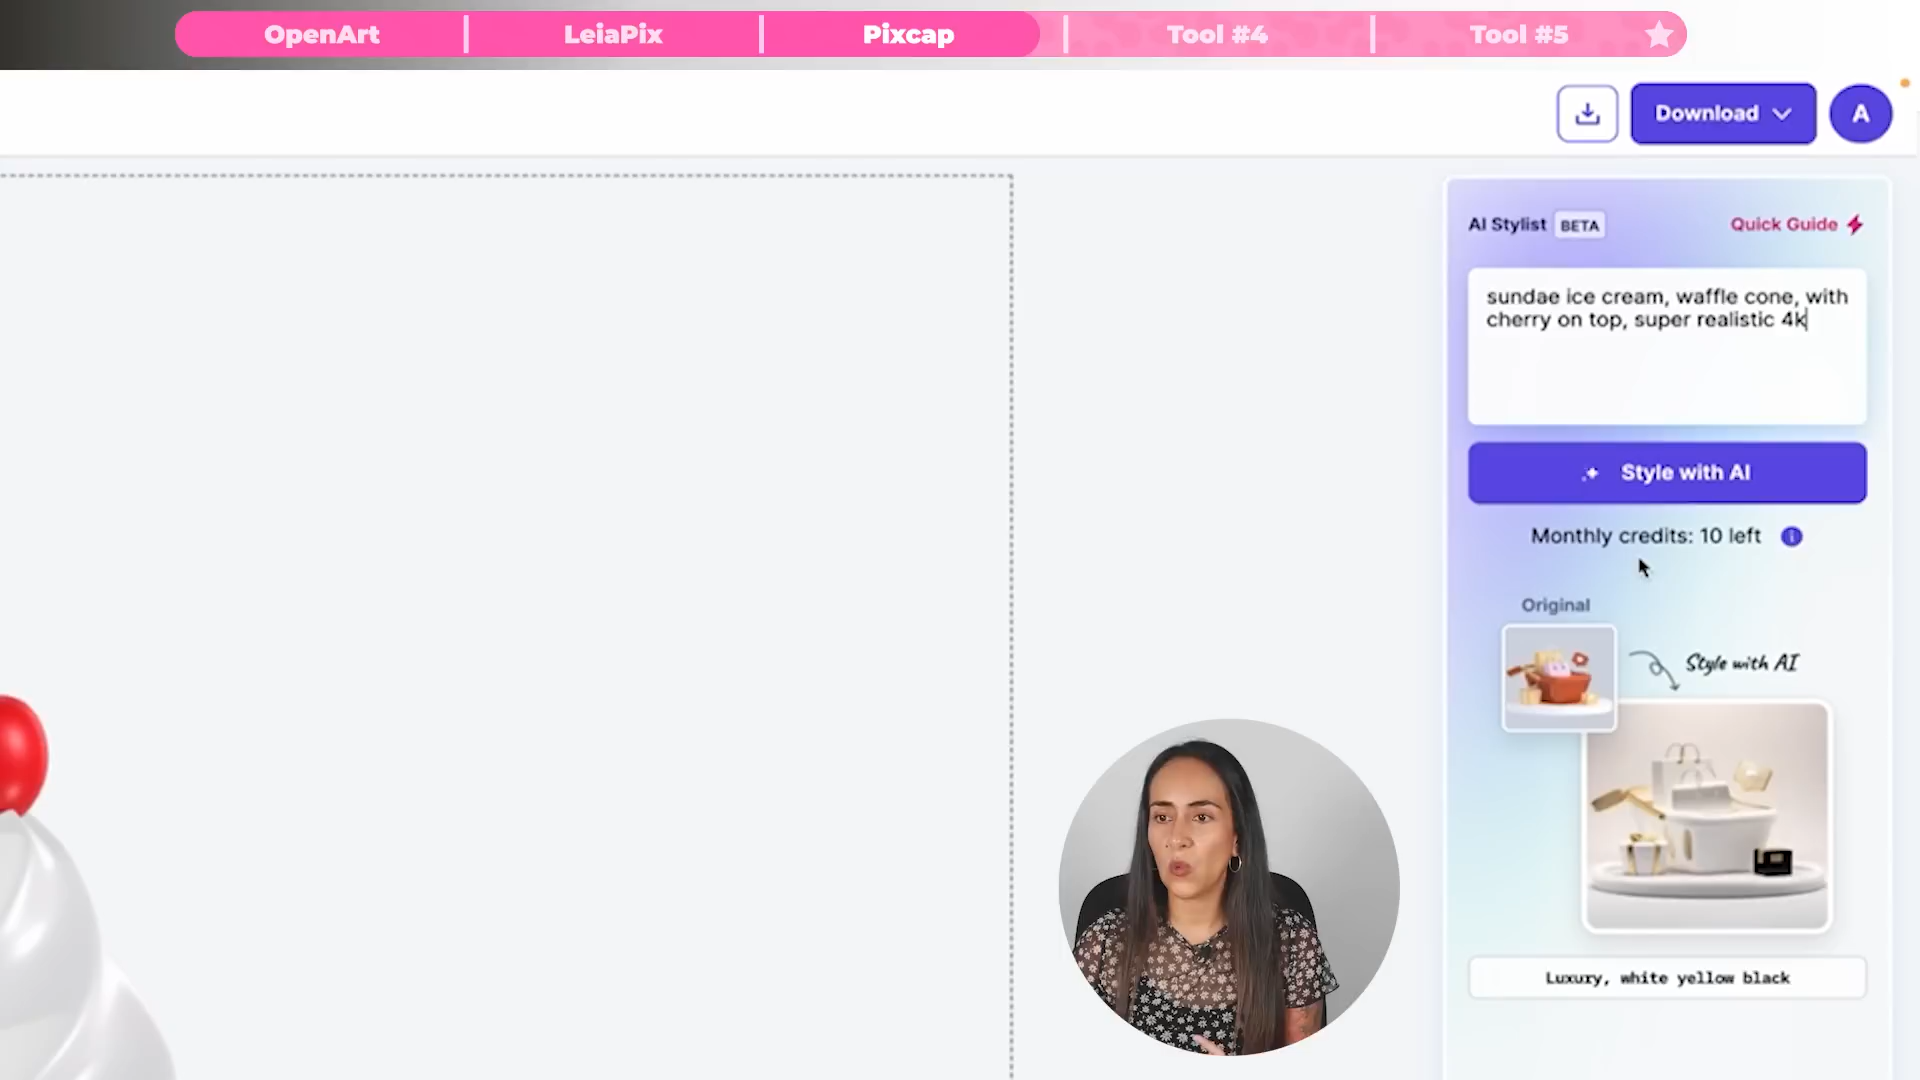 OpenArt
LeiaPix
Pixcap
Tool #4
Tool #5
Download
A
AI Stylist BETA
Quick Guide
sundae ice cream, waffle cone, with
cherry on top, super realistic 4k
Style with AI
Monthly credits: 10 left
Original
Style with AI
Luxury, white yellow black